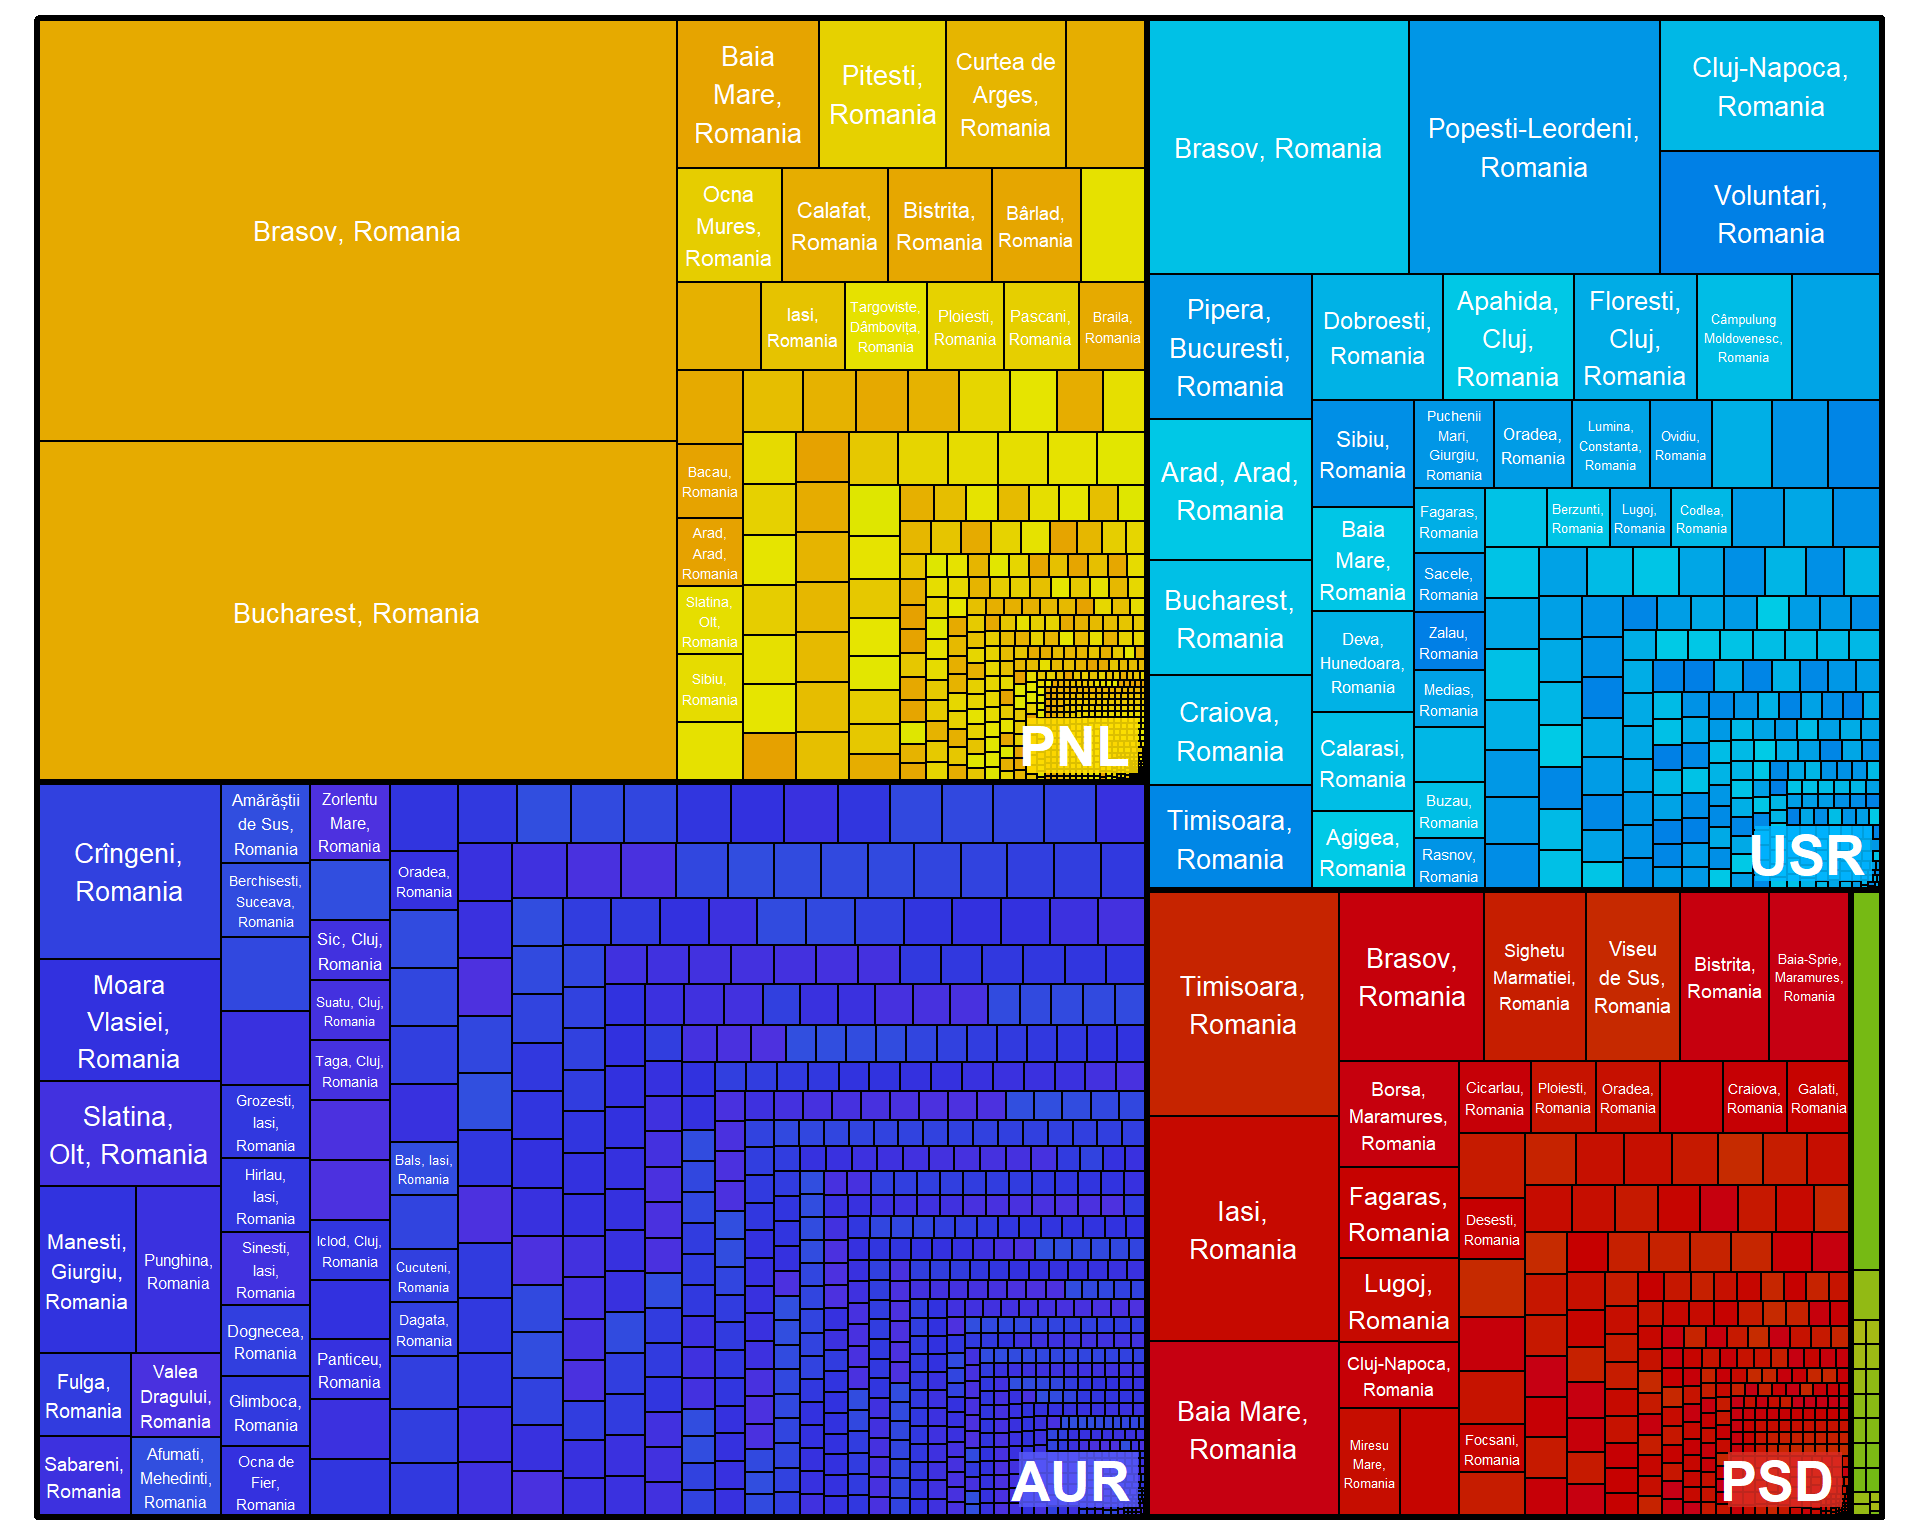 Brasov, Romania
Bucharest, Romania
Baia
Mare,
Romania
Pitesti,
Romania
Curtea de
Arges,
Romania
Ocna
Mures,
Romania
Calafat,
Romania
Bistrita,
Romania
Bârlad,
Romania
Iasi,
Romania
Targoviste,
Dâmbovița,
Romania
Ploiesti,
Romania
Pascani,
Romania
Braila,
Romania
Bacau,
Romania
Arad,
Arad,
Romania
Slatina,
Olt,
Romania
Sibiu,
Romania
PNL
Brasov, Romania
Popesti-Leordeni,
Romania
Cluj-Napoca,
Romania
Voluntari,
Romania
Pipera,
Bucuresti,
Romania
Dobroesti,
Romania
Apahida,
Cluj,
Romania
Floresti,
Cluj,
Romania
Câmpulung
Moldovenesc,
Romania
Arad, Arad,
Romania
Bucharest,
Romania
Craiova,
Romania
Timisoara,
Romania
Sibiu,
Romania
Baia
Mare,
Romania
Deva,
Hunedoara,
Romania
Calarasi,
Romania
Agigea,
Romania
Puchenii
Mari,
Giurgiu,
Romania
Oradea,
Romania
Lumina,
Constanta,
Romania
Ovidiu,
Romania
Fagaras,
Romania
Berzunti,
Romania
Lugoj,
Romania
Codlea,
Romania
Sacele,
Romania
Zalau,
Romania
Medias,
Romania
Buzau,
Romania
Rasnov,
Romania
USR
Crîngeni,
Romania
Moara
Vlasiei,
Romania
Slatina,
Olt, Romania
Manesti,
Giurgiu,
Romania
Punghina,
Romania
Fulga,
Romania
Valea
Dragului,
Romania
Sabareni,
Romania
Afumati,
Mehedinti,
Romania
Amărăștii
de Sus,
Romania
Berchisesti,
Suceava,
Romania
Grozesti,
Iasi,
Romania
Hirlau,
Iasi,
Romania
Sinesti,
Iasi,
Romania
Dognecea,
Romania
Glimboca,
Romania
Ocna de
Fier,
Romania
Zorlentu
Mare,
Romania
Sic, Cluj,
Romania
Suatu, Cluj,
Romania
Taga, Cluj,
Romania
Iclod, Cluj,
Romania
Panticeu,
Romania
Oradea,
Romania
Bals, Iasi,
Romania
Cucuteni,
Romania
Dagata,
Romania
AUR
Timisoara,
Romania
Iasi,
Romania
Baia Mare,
Romania
Brasov,
Romania
Sighetu
Marmatiei,
Romania
Viseu
de Sus,
Romania
Bistrita,
Romania
Baia-Sprie,
Maramures,
Romania
Borsa,
Maramures,
Romania
Fagaras,
Romania
Lugoj,
Romania
Cluj-Napoca,
Romania
Miresu
Mare,
Romania
Cicarlau,
Romania
Ploiesti,
Romania
Oradea,
Romania
Craiova,
Romania
Galati,
Romania
Desesti,
Romania
Focsani,
Romania
PSD